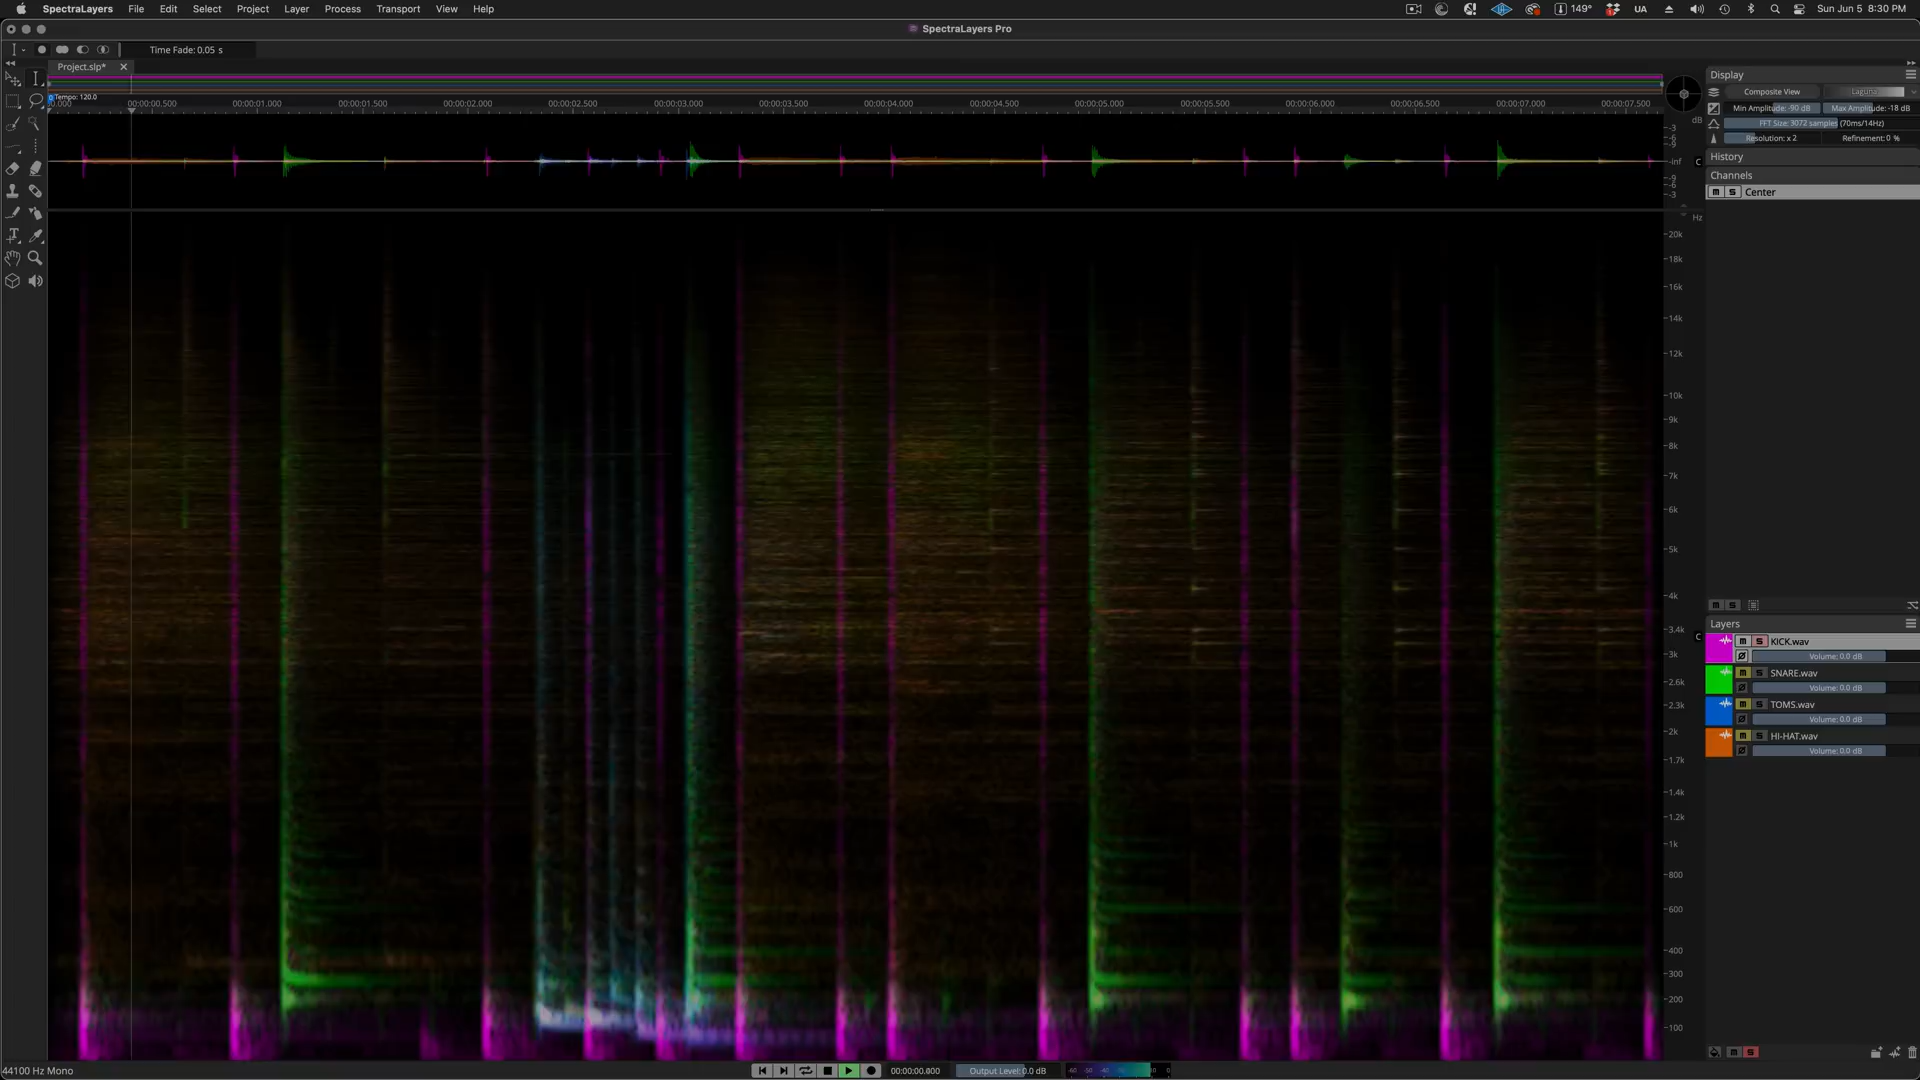 SpectraLayers File Edit Select Project Layer Process Transport View Help
149° UA Sun Jun 5 8:30 PM
SpectraLayers Pro
Time Fade: 0.05 s
Project.slp*
Tempo: 120.0
00:00:00.500 00:00:01.000 00:00:01.500 00:00:02.000 00:00:02.500 00:00:03.000 00:00:03.500 00:00:04.000 00:00:04.500 00:00:05.000 00:00:05.500 00:00:06.000 00:00:06.500 00:00:07.000 00:00:07.500
dB
-3
-6
-9
-inf
C
-9
-6
-3
Hz
20k
18k
16k
14k
12k
10k
9k
8k
7k
6k
5k
4k
3.4k
C
3k
2.6k
2.3k
2k
1.7k
1.4k
1.2k
1k
800
600
400
300
200
100
Display
Composite View Laguna
Min Amplitude: -90 dB Max Amplitude: -18 dB
FFT Size: 3072 samples (70ms/14Hz)
Resolution: x 2 Refinement: 0 %
History
Channels
m S Center
m S
Layers
m S KICK.wav
Volume: 0.0 dB
m S SNARE.wav
Volume: 0.0 dB
m S TOMS.wav
Volume: 0.0 dB
m S HI-HAT.wav
Volume: 0.0 dB
m S
44100 Hz Mono
00:00:00.600
Output Level: 0.0 dB